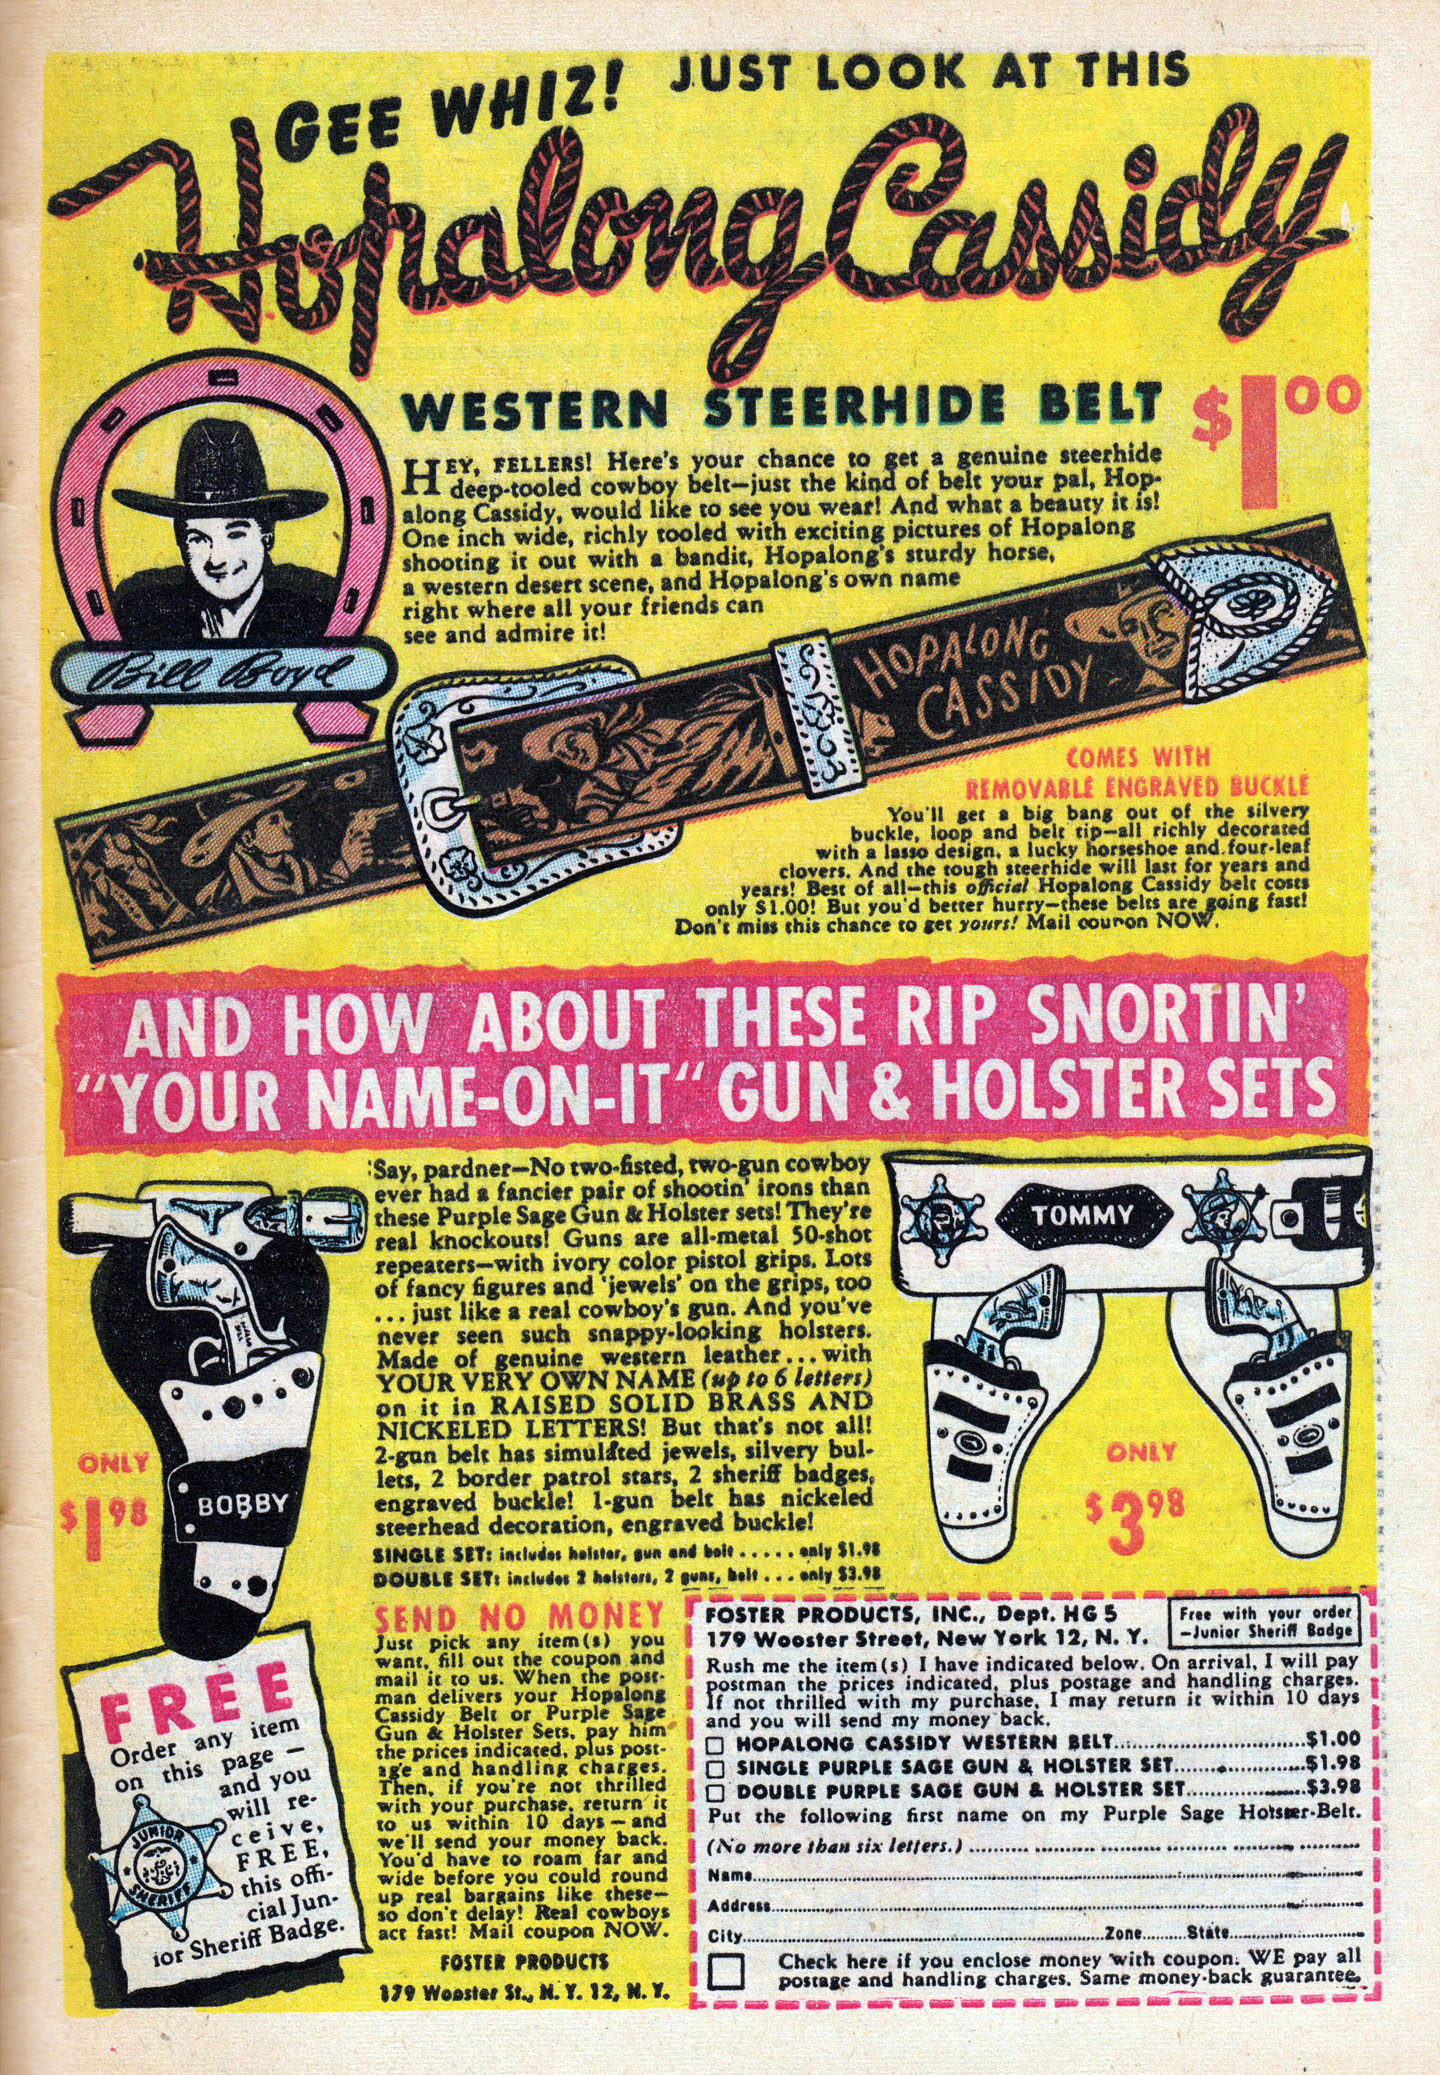 GEE WHIZ! JUST LOOK AT THIS
Hopalong Cassidy
WESTERN STEERHIDE BELT $1.00
HEY, FELLERS! Here's your chance to get a genuine steerhide
deep-tooled cowboy belt—just the kind of belt your pal, Hop-
along Cassidy, would like to see you wear! And what a beauty it is!
One inch wide, richly tooled with exciting pictures of Hopalong
shooting it out with a bandit, Hopalong's sturdy horse,
a western desert scene, and Hopalong's own name
right where all your friends can
see and admire it!
Bill Boyd
HOPALONG
CASSIDY
COMES WITH
REMOVABLE ENGRAVED BUCKLE
You'll get a big bang out of the silvery
buckle, loop and belt tip—all richly decorated
with a lasso design, a lucky horseshoe and four-leaf
clovers. And the tough steerhide will last for years and
years! Best of all—this official Hopalong Cassidy belt costs
only $1.00! But you'd better hurry—these belts are going fast!
Don't miss this chance to get yours! Mail coupon NOW.
AND HOW ABOUT THESE RIP SNORTIN'
"YOUR NAME-ON-IT" GUN & HOLSTER SETS
Say, pardner—No two-fisted, two-gun cowboy
ever had a fancier pair of shootin' irons than
these Purple Sage Gun & Holster sets! They're
real knockouts! Guns are all-metal 50-shot
repeaters—with ivory color pistol grips. Lots
of fancy figures and 'jewels' on the grips, too
... just like a real cowboy's gun. And you've
never seen such snappy-looking holsters.
Made of genuine western leather... with
YOUR VERY OWN NAME (up to 6 letters)
on it in RAISED SOLID BRASS AND
NICKELED LETTERS! But that's not all!
2-gun belt has simulated jewels, silvery bul-
lets, 2 border patrol stars, 2 sheriff badges,
engraved buckle! 1-gun belt has nickeled
steerhead decoration, engraved buckle!
SINGLE SET: includes holster, gun and belt ..... only $1.98
DOUBLE SET: includes 2 holsters, 2 guns, belt ... only $3.98
ONLY
$1.98
BOBBY
TOMMY
ONLY
$3.98
FREE
Order any item
on this page —
and you
will re-
ceive,
FREE,
this offi-
cial Jun-
ior Sheriff Badge.
JUNIOR
SHERIFF
SEND NO MONEY
Just pick any item(s) you
want, fill out the coupon and
mail it to us. When the post-
man delivers your Hopalong
Cassidy Belt or Purple Sage
Gun & Holster Sets, pay him
the prices indicated, plus post-
age and handling charges.
Then, if you're not thrilled
with your purchase, return it
to us within 10 days—and
we'll send your money back.
You'd have to roam far and
wide before you could round
up real bargains like these—
so don't delay! Real cowboys
act fast! Mail coupon NOW.
FOSTER PRODUCTS
179 Wooster St., N. Y. 12, N. Y.
FOSTER PRODUCTS, INC., Dept. HG5
179 Wooster Street, New York 12, N. Y.
Free with your order
—Junior Sheriff Badge
Rush me the item(s) I have indicated below. On arrival, I will pay
postman the prices indicated, plus postage and handling charges.
If not thrilled with my purchase, I may return it within 10 days
and you will send my money back.
☐ HOPALONG CASSIDY WESTERN BELT..............................$1.00
☐ SINGLE PURPLE SAGE GUN & HOLSTER SET....................$1.98
☐ DOUBLE PURPLE SAGE GUN & HOLSTER SET...................$3.98
Put the following first name on my Purple Sage Holster-Belt.
(No more than six letters.) ..............................
Name..............................
Address..............................
City..............................Zone........State..............................
☐ Check here if you enclose money with coupon. WE pay all
postage and handling charges. Same money-back guarantee.